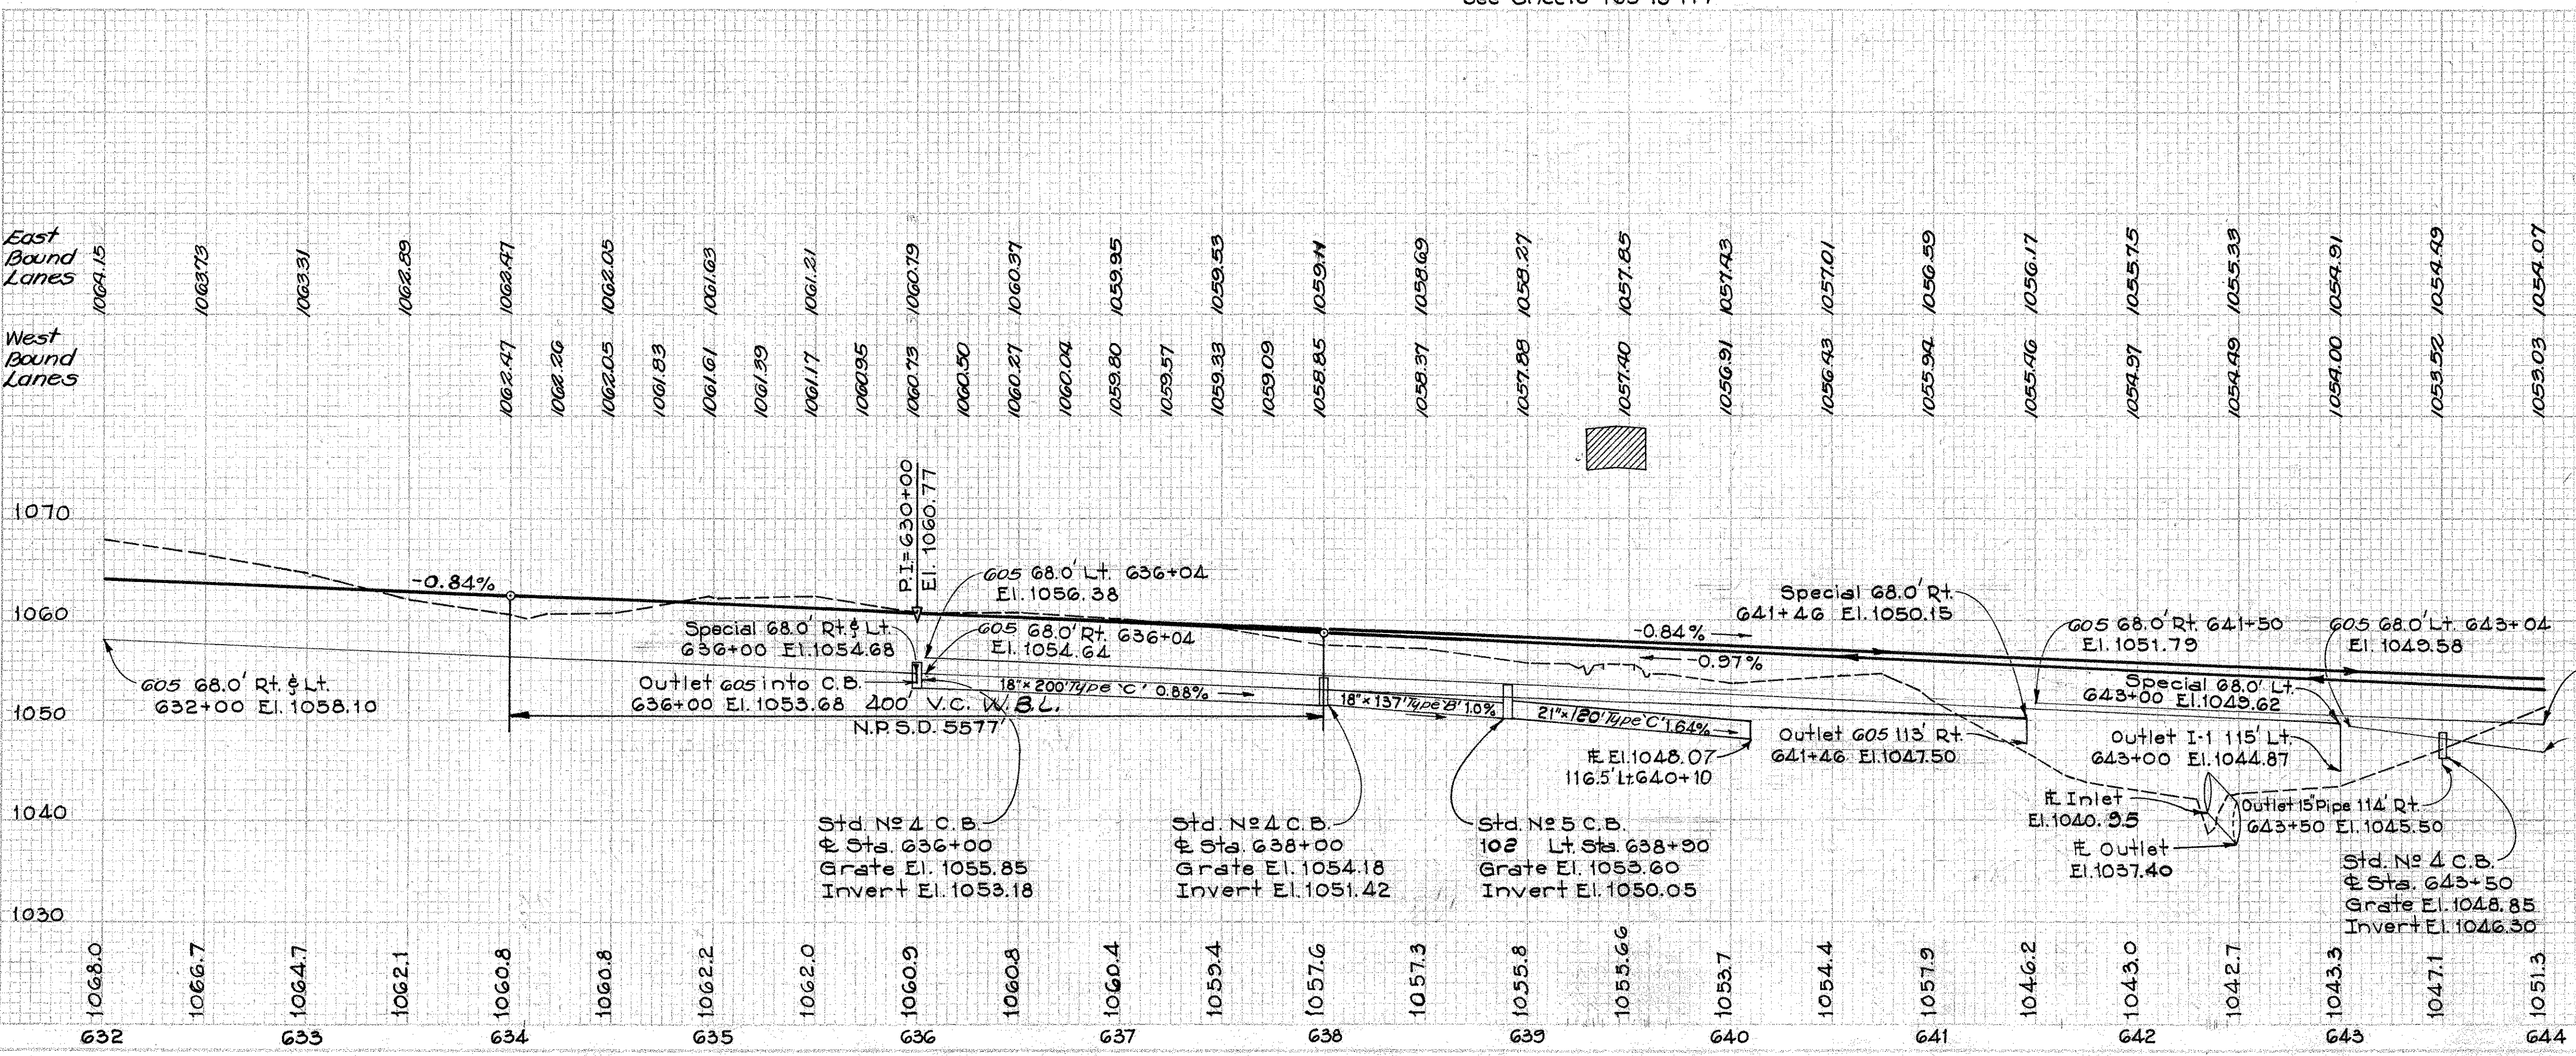 East
Bound
Lanes
1064.15 1063.73 1063.31 1062.89 1062.47 1062.05 1061.63 1061.21 1060.79 1060.37 1059.95 1059.53 1059.11 1058.69 1058.27 1057.85 1057.43 1057.01 1056.59 1056.17 1055.75 1055.33 1054.91 1054.49 1054.07
West
Bound
Lanes
1062.47 1062.26 1062.05 1061.83 1061.61 1061.39 1061.17 1060.95 1060.73 1060.50 1060.27 1060.04 1059.80 1059.57 1059.33 1059.09 1058.85 1058.37 1057.88 1057.40 1056.91 1056.43 1055.94 1055.46 1054.97 1054.49 1054.00 1053.52 1053.03
1070
1060
1050
1040
1030
-0.84%
P.I.=630+00
El. 1060.77
605 68.0' Lt. 636+04
El. 1056.38
Special 68.0' Rt. & Lt.
636+00 El.1054.68
605 68.0' Rt. 636+04
El. 1054.64
605 68.0' Rt. & Lt.
632+00 El.1058.10
Outlet 605 into C.B.
636+00 El.1053.68
400' V.C. W.B.L.
N.P.S.D. 5577'
18"x 200' Type 'C' 0.88%
18"x 137' Type 'B' 1.0%
21"x 120' Type 'C' 1.64%
-0.84%
-0.97%
Special 68.0' Rt.
641+46 El.1050.15
605 68.0' Rt. 641+50
El. 1051.79
605 68.0' Lt. 643+04
El. 1049.58
Special 68.0' Lt.
643+00 El.1049.62
℄ El.1048.07
116.5' Lt. 640+10
Outlet 605 113' Rt.
641+46 El.1047.50
Outlet I-1 115' Lt.
643+00 El.1044.87
℄ Inlet
El.1040.95
Outlet 15" Pipe 114' Rt.
643+50 El.1045.50
℄ Outlet
El.1037.40
Std. No 4 C.B.
℄ Sta. 636+00
Grate El. 1055.85
Invert El. 1053.18
Std. No 4 C.B.
℄ Sta. 638+00
Grate El. 1054.18
Invert El. 1051.42
Std. No 5 C.B.
102 Lt. Sta. 638+90
Grate El. 1053.60
Invert El. 1050.05
Std. No 4 C.B.
℄ Sta. 643+50
Grate El. 1048.85
Invert El. 1046.30
1068.0 1066.7 1064.7 1062.1 1060.8 1060.8 1062.2 1062.0 1060.9 1060.8 1060.4 1059.4 1057.6 1057.3 1055.8 1055.66 1053.7 1054.4 1057.9 1046.2 1043.0 1042.7 1043.3 1047.1 1051.3
632 633 634 635 636 637 638 639 640 641 642 643 644